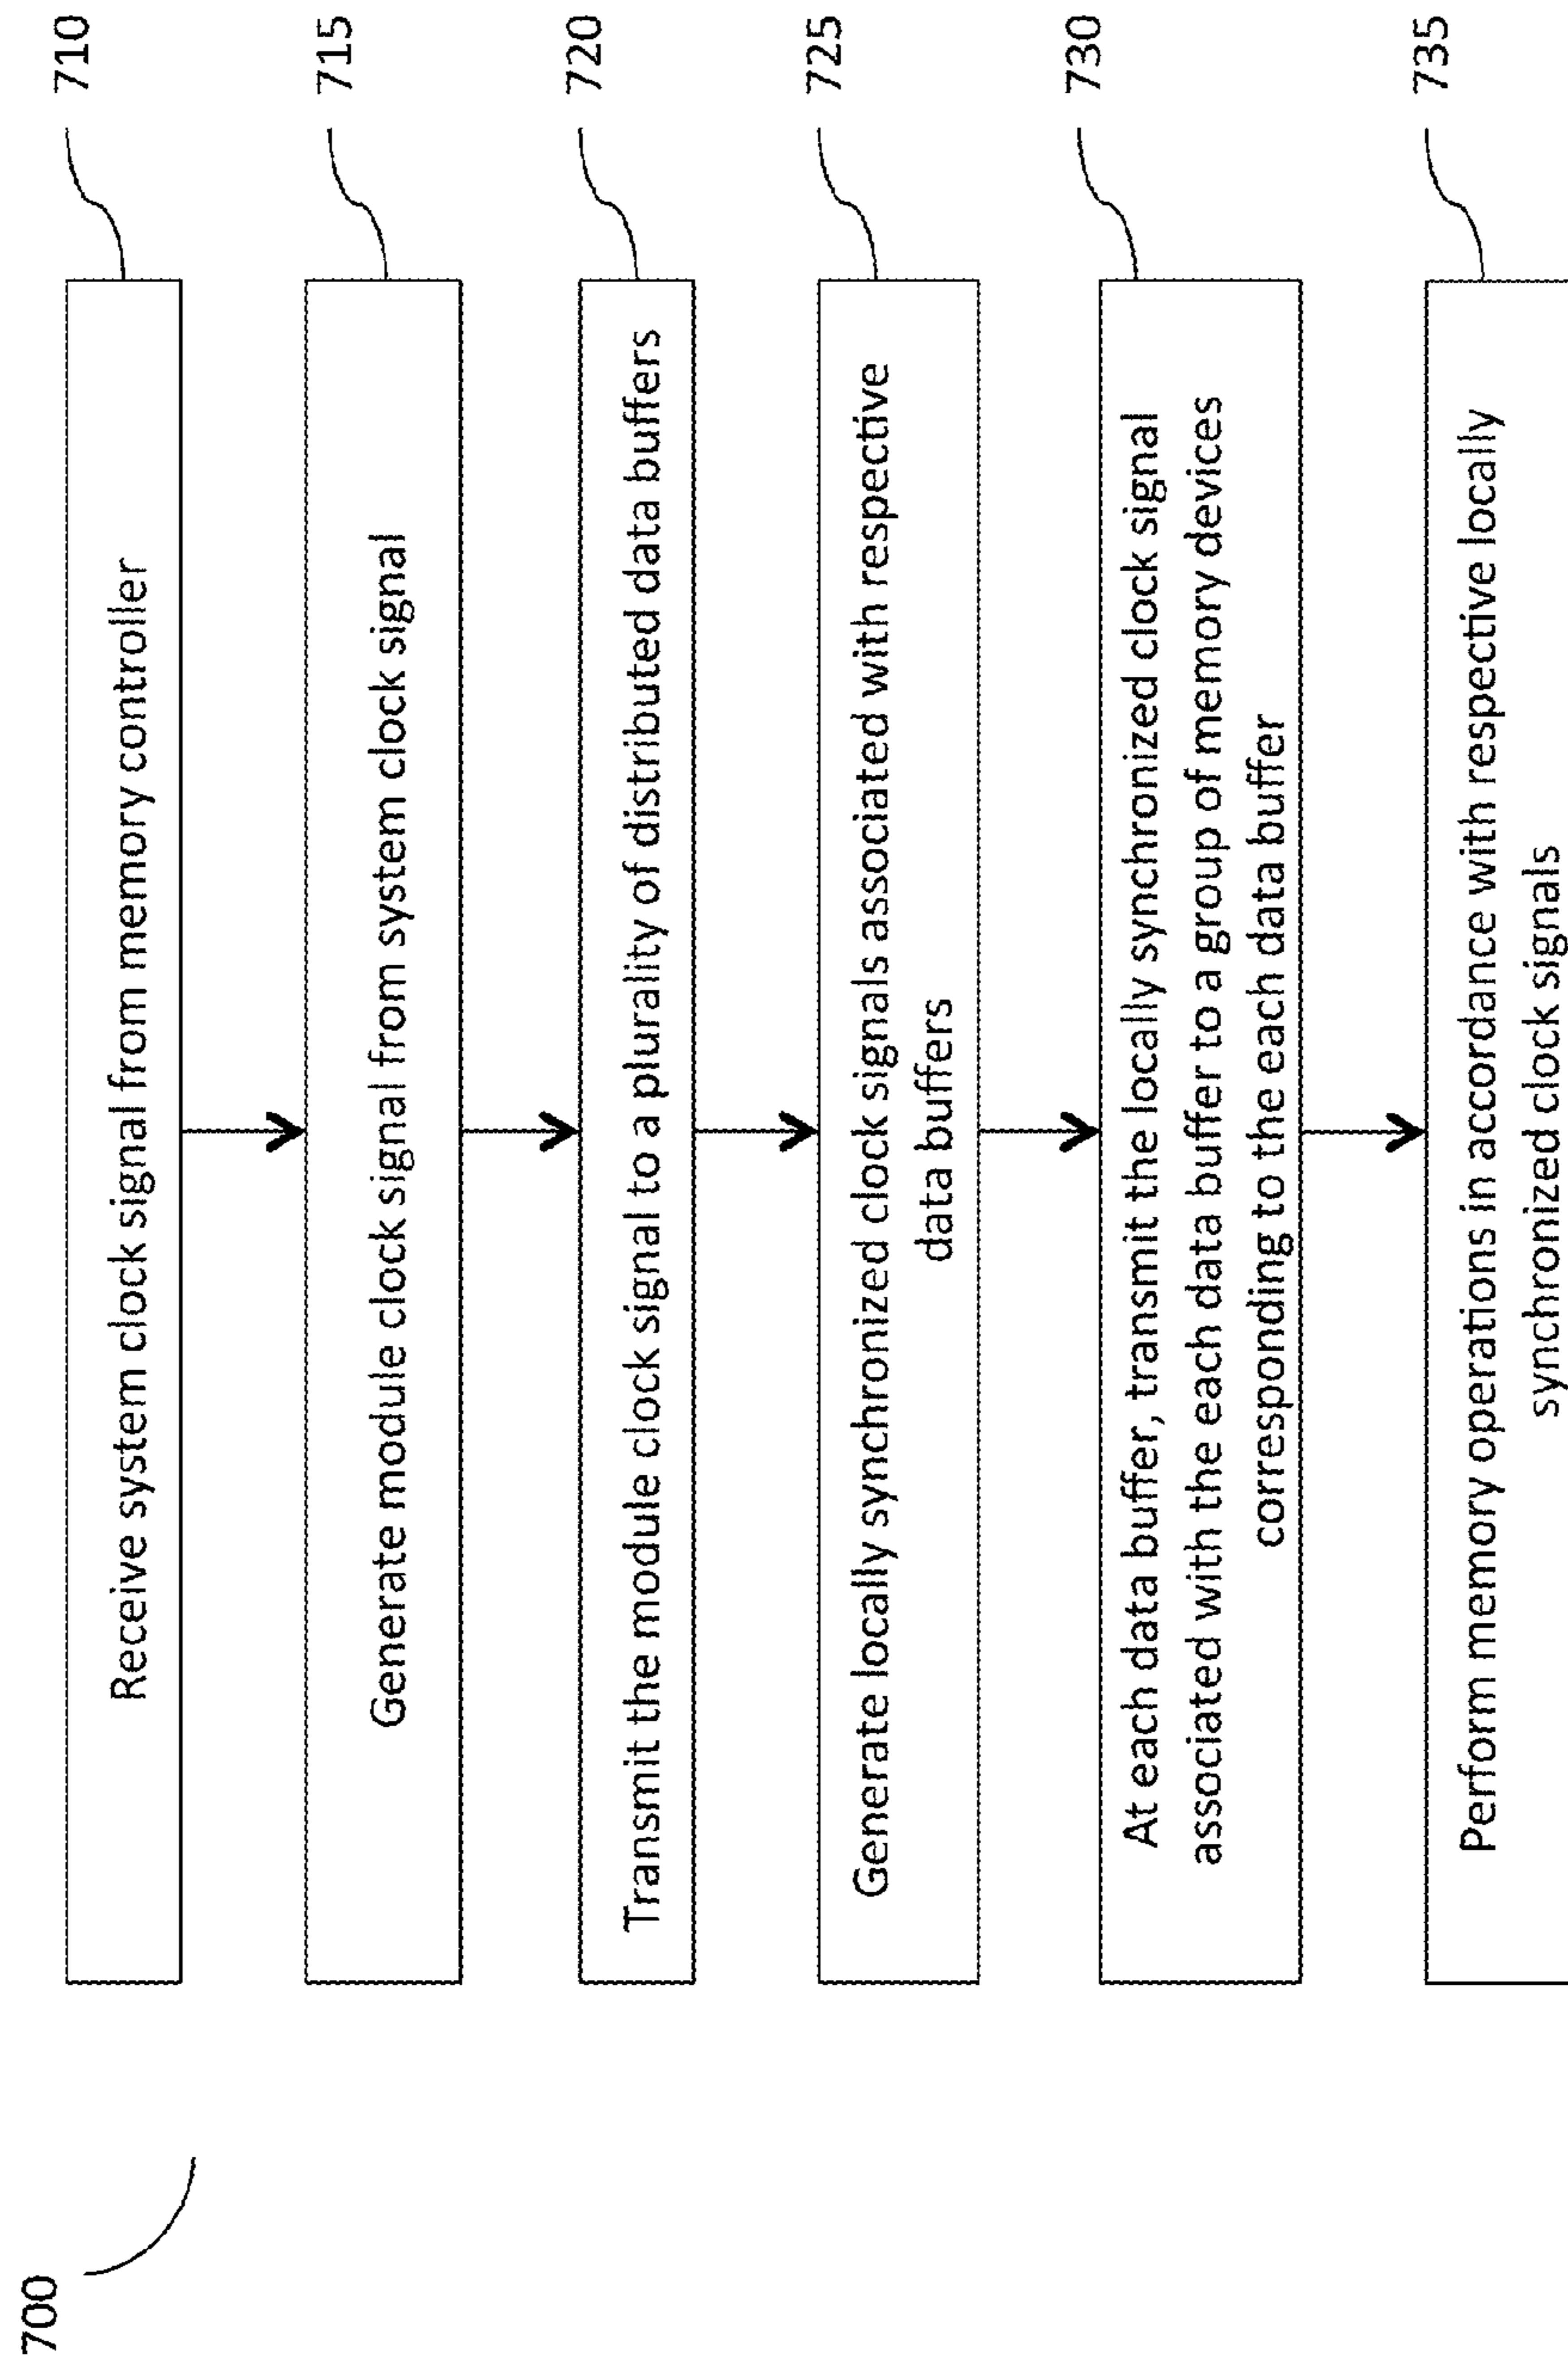 700
Receive system clock signal from memory controller
710
Generate module clock signal from system clock signal
715
Transmit the module clock signal to a plurality of distributed data buffers
720
Generate locally synchronized clock signals associated with respective
data buffers
725
At each data buffer, transmit the locally synchronized clock signal
associated with the each data buffer to a group of memory devices
corresponding to the each data buffer
730
Perform memory operations in accordance with respective locally
synchronized clock signals
735